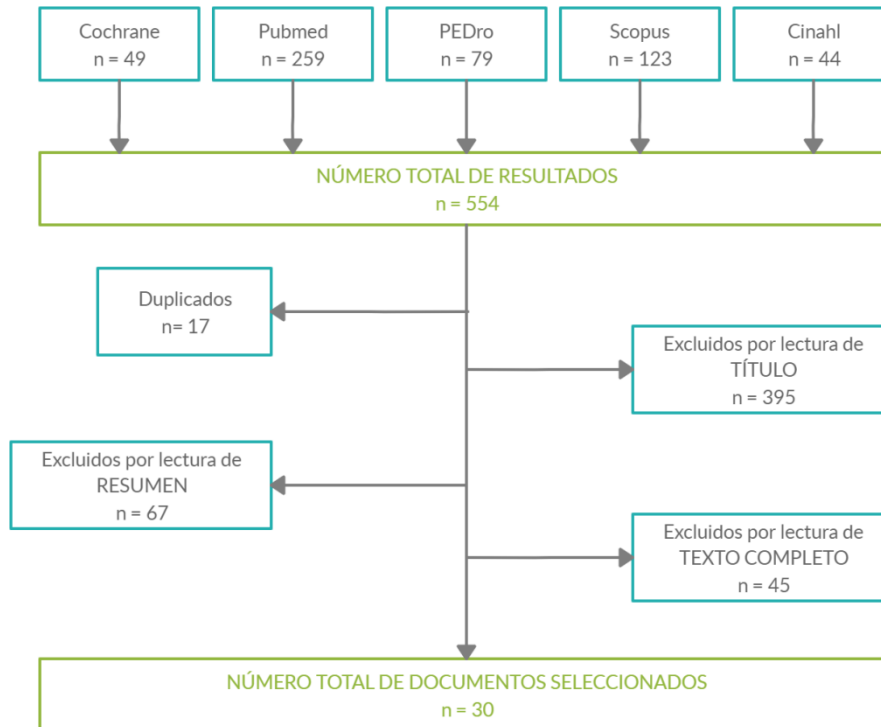 Cochrane
n = 49
Pubmed
n = 259
PEDro
n = 79
Scopus
n = 123
Cinahl
n = 44
NÚMERO TOTAL DE RESULTADOS
n = 554
Duplicados
n= 17
Excluidos por lectura de
TÍTULO
n = 395
Excluidos por lectura de
RESUMEN
n = 67
Excluidos por lectura de
TEXTO COMPLETO
n = 45
NÚMERO TOTAL DE DOCUMENTOS SELECCIONADOS
n = 30